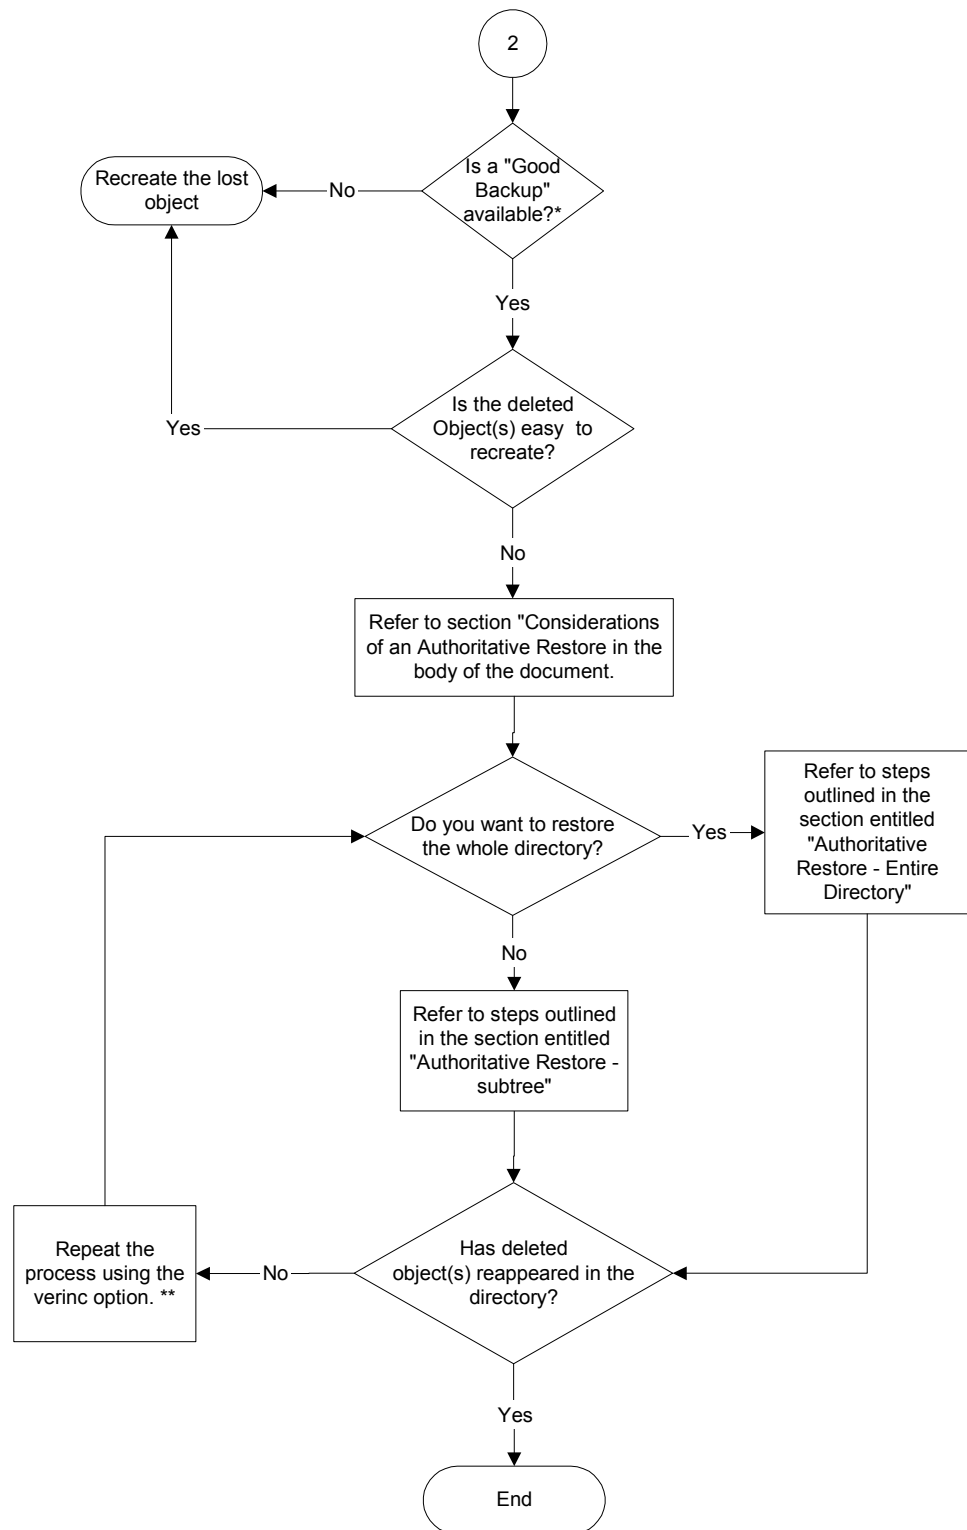 2
Is a "Good
Backup"
available?*
No
Recreate the lost
object
Yes
Is the deleted
Object(s) easy to
recreate?
Yes
No
Refer to section "Considerations
of an Authoritative Restore in the
body of the document.
Do you want to restore
the whole directory?
Yes
Refer to steps
outlined in the
section entitled
"Authoritative
Restore - Entire
Directory"
No
Refer to steps outlined
in the section entitled
"Authoritative Restore -
subtree"
Has deleted
object(s) reappeared in the
directory?
No
Repeat the
process using the
verinc option. **
Yes
End